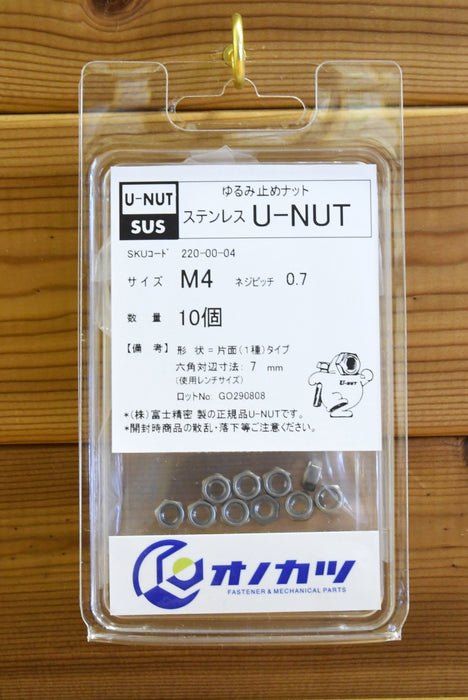 U-NUT
SUS
ゆるみ止めナット
ステンレス U-NUT
SKUコード 220-00-04
サイズ M4 ネジピッチ 0.7
数量 10個
【備考】 形 状 = 片面(1種)タイプ
六角対辺寸法: 7 mm
(使用レンチサイズ)
ロットNo: GO290808
U-NUT
*(株)富士精密 製の正規品U-NUTです。
*開封時商品の散乱・落下等ご注意ください。
オノカツ
FASTENER & MECHANICAL PARTS